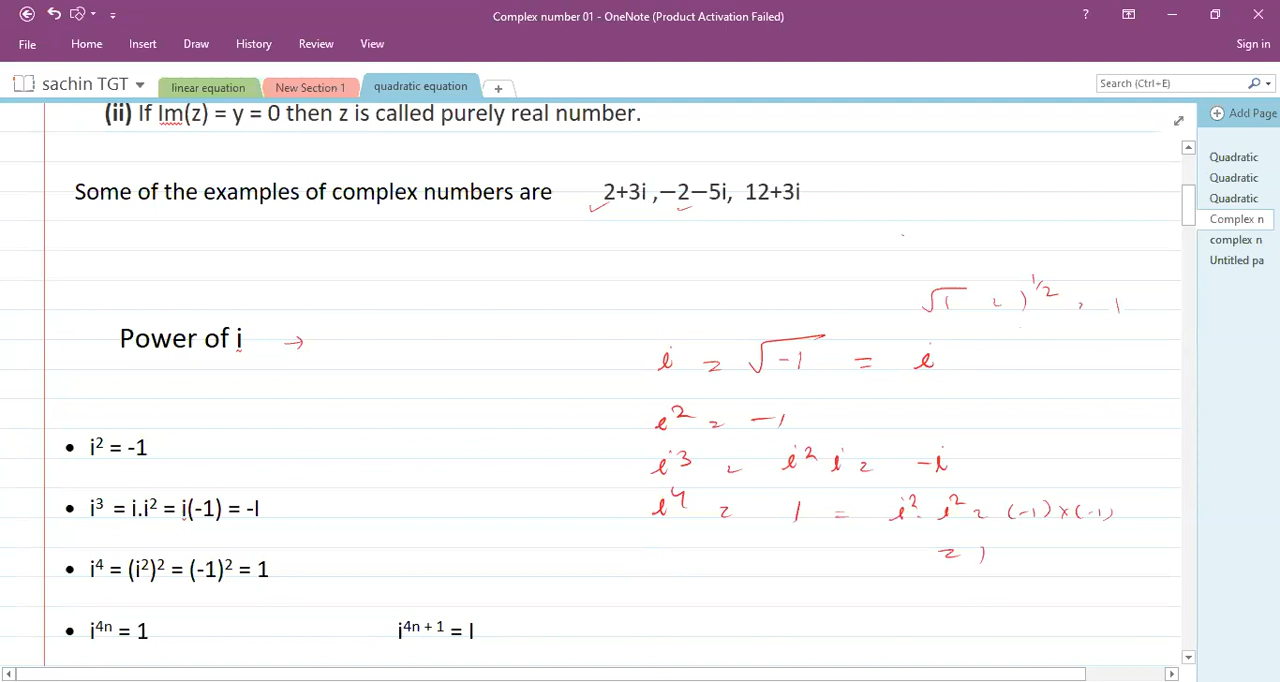 Complex number 01 - OneNote (Product Activation Failed)
File Home Insert Draw History Review View Sign in
sachin TGT linear equation New Section 1 quadratic equation + Search (Ctrl+E)
(ii) If Im(z) = y = 0 then z is called purely real number.
Add Page
Quadratic
Quadratic
Quadratic
Complex n
complex n
Untitled pa
Some of the examples of complex numbers are 2+3i ,−2−5i, 12+3i
√1 = )^1/2 , 1
Power of i →
i = √-1 = i
i² = -1
i³ = i² i = -i
i⁴ = 1 = i². i² = (-1)×(-1)
= 1
• i² = -1
• i³ = i.i² = i(-1) = -I
• i⁴ = (i²)² = (-1)² = 1
• i⁴ⁿ = 1 i⁴ⁿ ⁺ ¹ = I